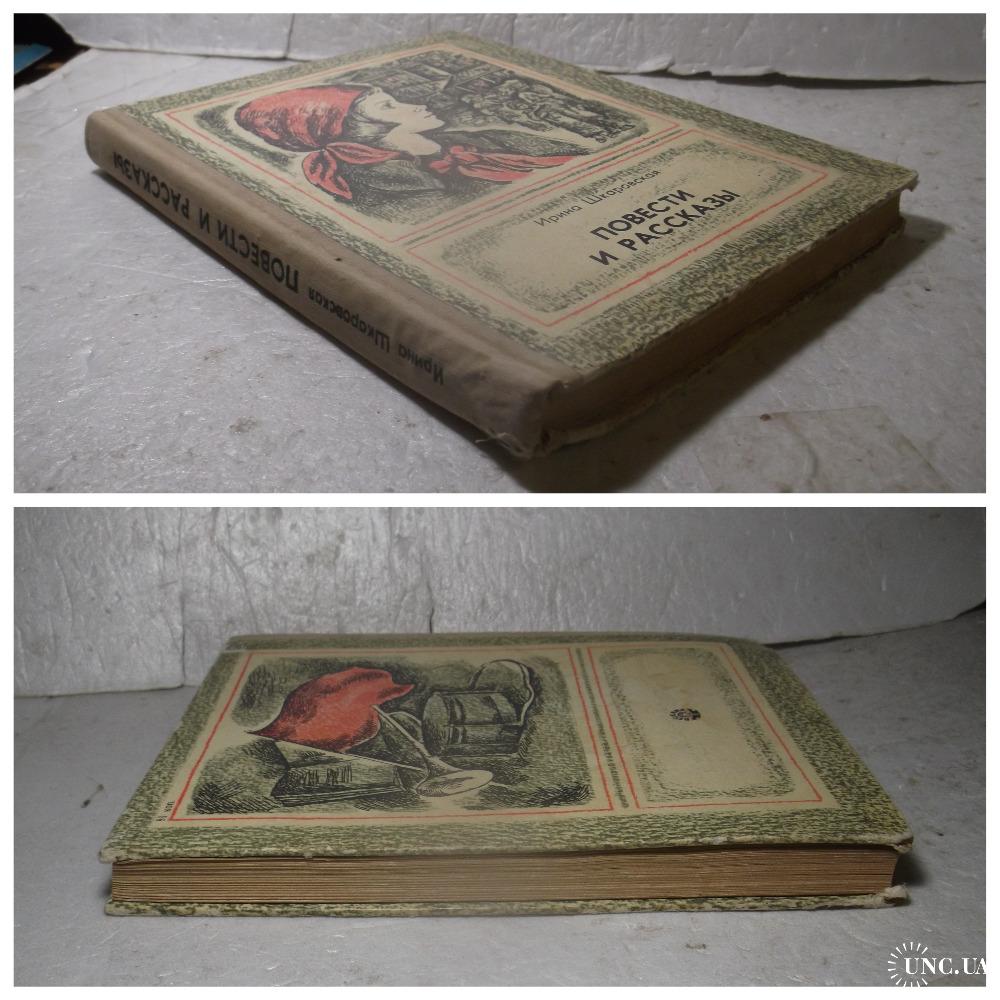 Ирина Шкаровская
ПОВЕСТИ
И РАССКАЗЫ
Ирина Шкаровская ПОВЕСТИ И РАССКАЗЫ
UNC.UA